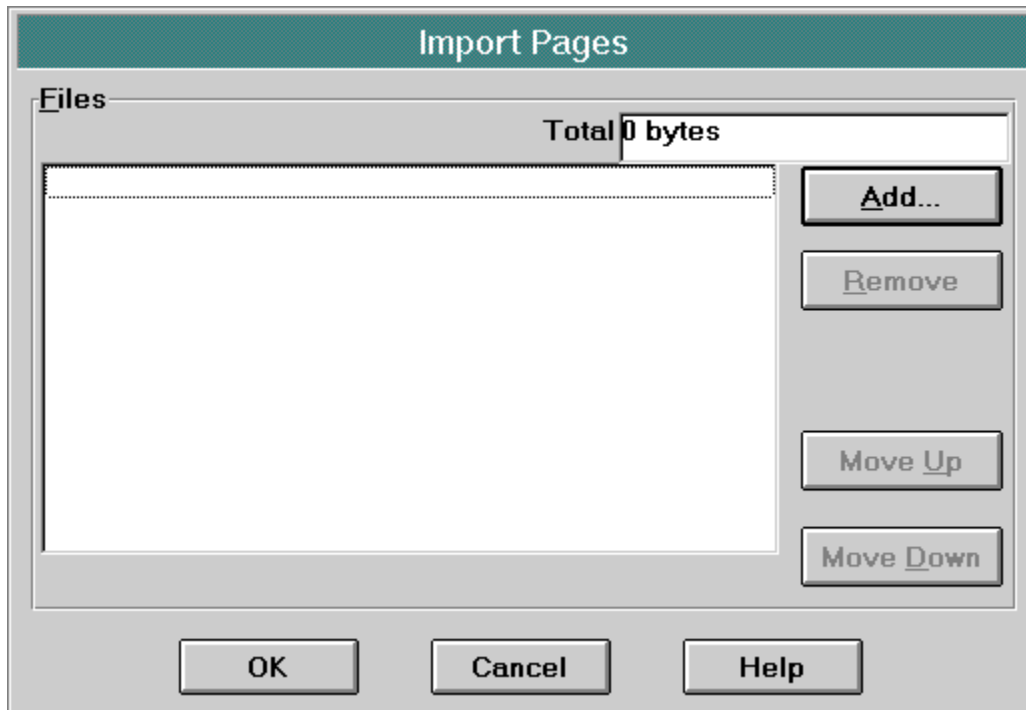 Import Pages
Files
Total 0 bytes
Add...
Remove
Move Up
Move Down
OK Cancel Help